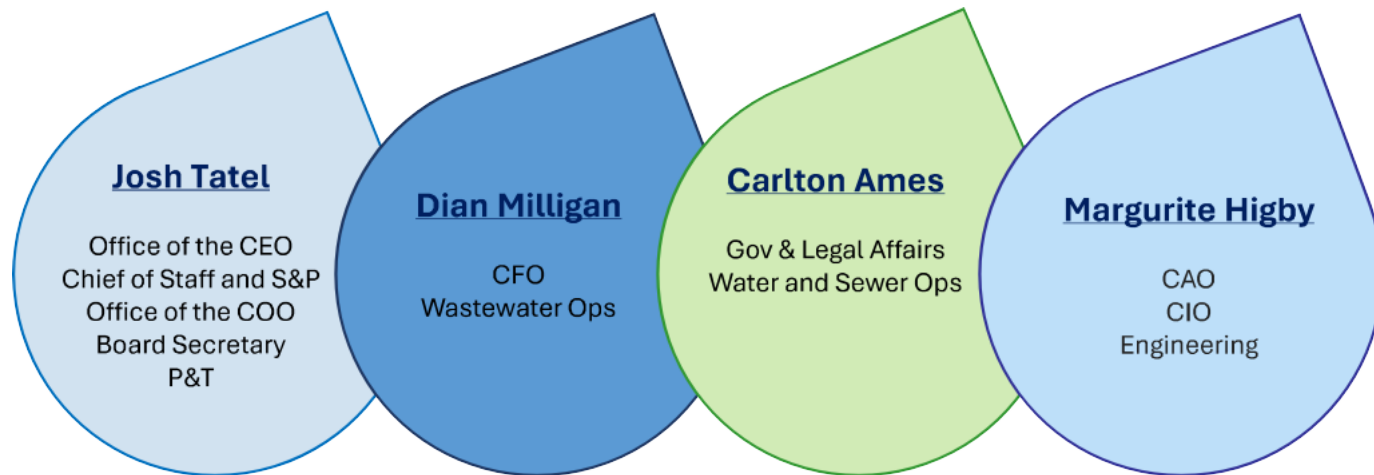 Josh Tatel
Office of the CEO
Chief of Staff and S&P
Office of the COO
Board Secretary
P&T
Dian Milligan
CFO
Wastewater Ops
Carlton Ames
Gov & Legal Affairs
Water and Sewer Ops
Margurite Higby
CAO
CIO
Engineering